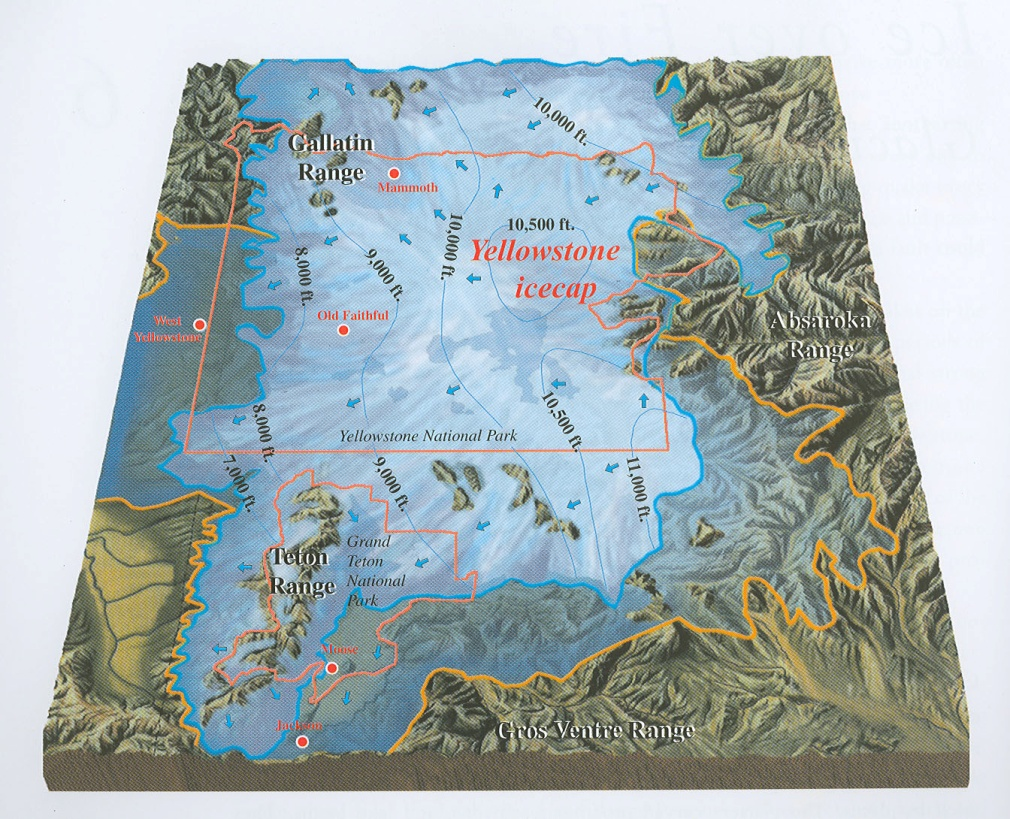 10,000 ft.
Gallatin
Range
Mammoth
10,000 ft.
10,500 ft.
Yellowstone
icecap
8,000 ft.
9,000 ft.
Old Faithful
West
Yellowstone
Absaroka
Range
10,500 ft.
8,000 ft.
Yellowstone National Park
7,000 ft.
9,000 ft.
11,000 ft.
Teton
Range
Grand
Teton
National
Park
Moose
Jackson
Gros Ventre Range